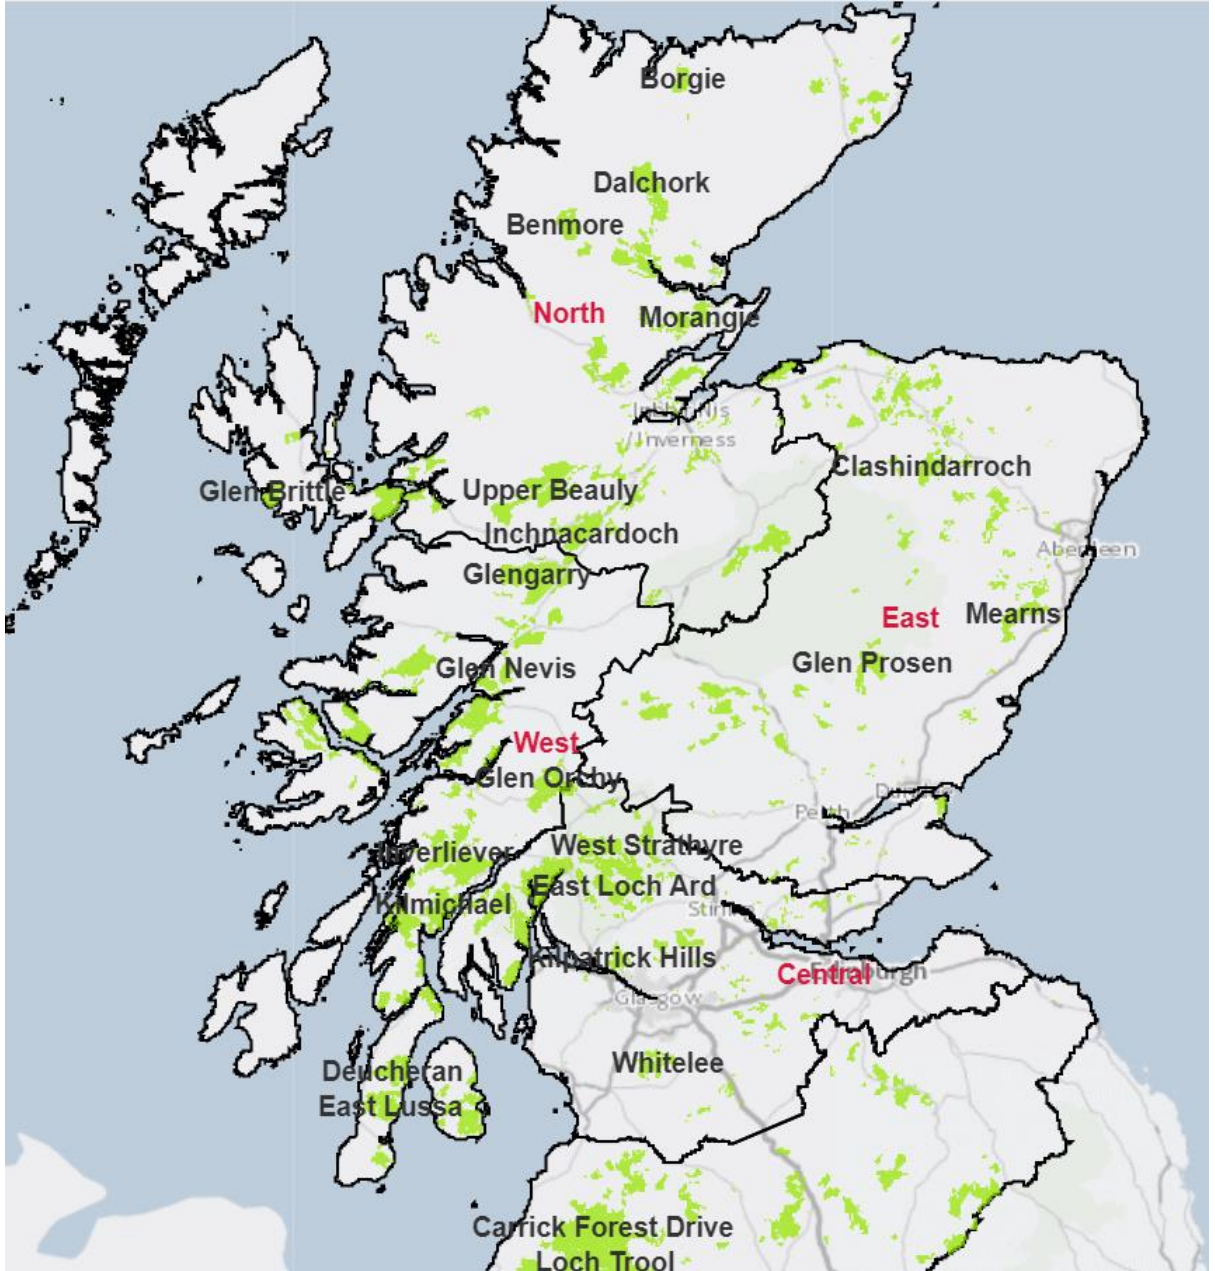 Borgie
Dalchork
Benmore
North
Morangie
/ Inverness
Clashindarroch
Glen Brittle
Upper Beauly
Inchnacardoch
Aberdeen
Glengarry
East
Mearns
Glen Prosen
Glen Nevis
West
Glen Orchy
Perth
West Strathyre
Inverliever
East Loch Ard
Kilmichael
Kilpatrick Hills
Central
Edinburgh
Glasgow
Whitelee
Deucheran
East Lussa
Carrick Forest Drive
Loch Trool